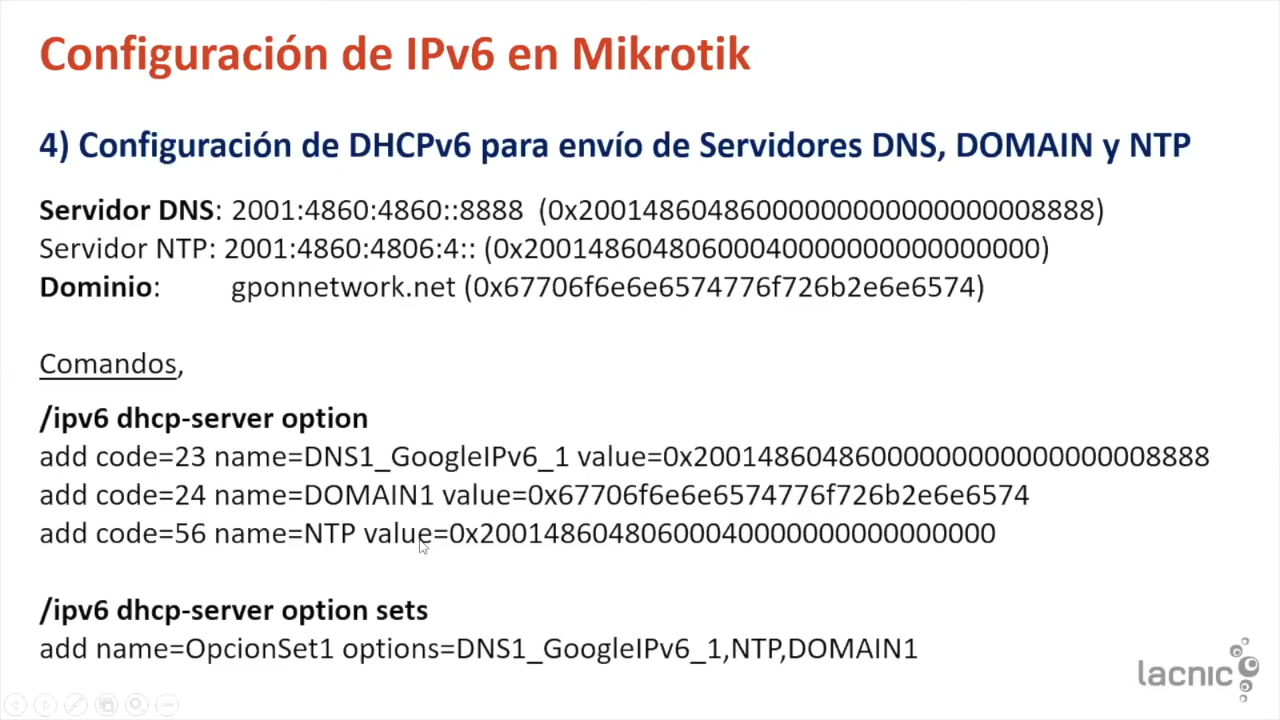 Configuración de IPv6 en Mikrotik
4) Configuración de DHCPv6 para envío de Servidores DNS, DOMAIN y NTP
Servidor DNS: 2001:4860:4860::8888 (0x20014860486000000000000000008888)
Servidor NTP: 2001:4860:4806:4:: (0x20014860480600040000000000000000)
Dominio: gponnetwork.net (0x67706f6e6e6574776f726b2e6e6574)
Comandos,
/ipv6 dhcp-server option
add code=23 name=DNS1_GoogleIPv6_1 value=0x20014860486000000000000000008888
add code=24 name=DOMAIN1 value=0x67706f6e6e6574776f726b2e6e6574
add code=56 name=NTP value=0x20014860480600040000000000000000
/ipv6 dhcp-server option sets
add name=OpcionSet1 options=DNS1_GoogleIPv6_1,NTP,DOMAIN1
lacnic